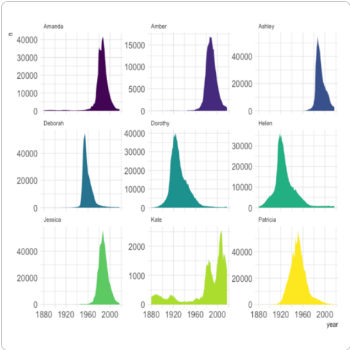 n
Amanda Amber Ashley
40000 30000 20000 10000 0
15000 10000 5000 0
40000 20000 0
Deborah Dorothy Helen
40000 20000 0
40000 30000 20000 10000 0
30000 20000 10000 0
Jessica Kate Patricia
40000 20000 0
2000 1000 0
40000 20000 0
1880 1920 1960 2000 1880 1920 1960 2000 1880 1920 1960 2000
year